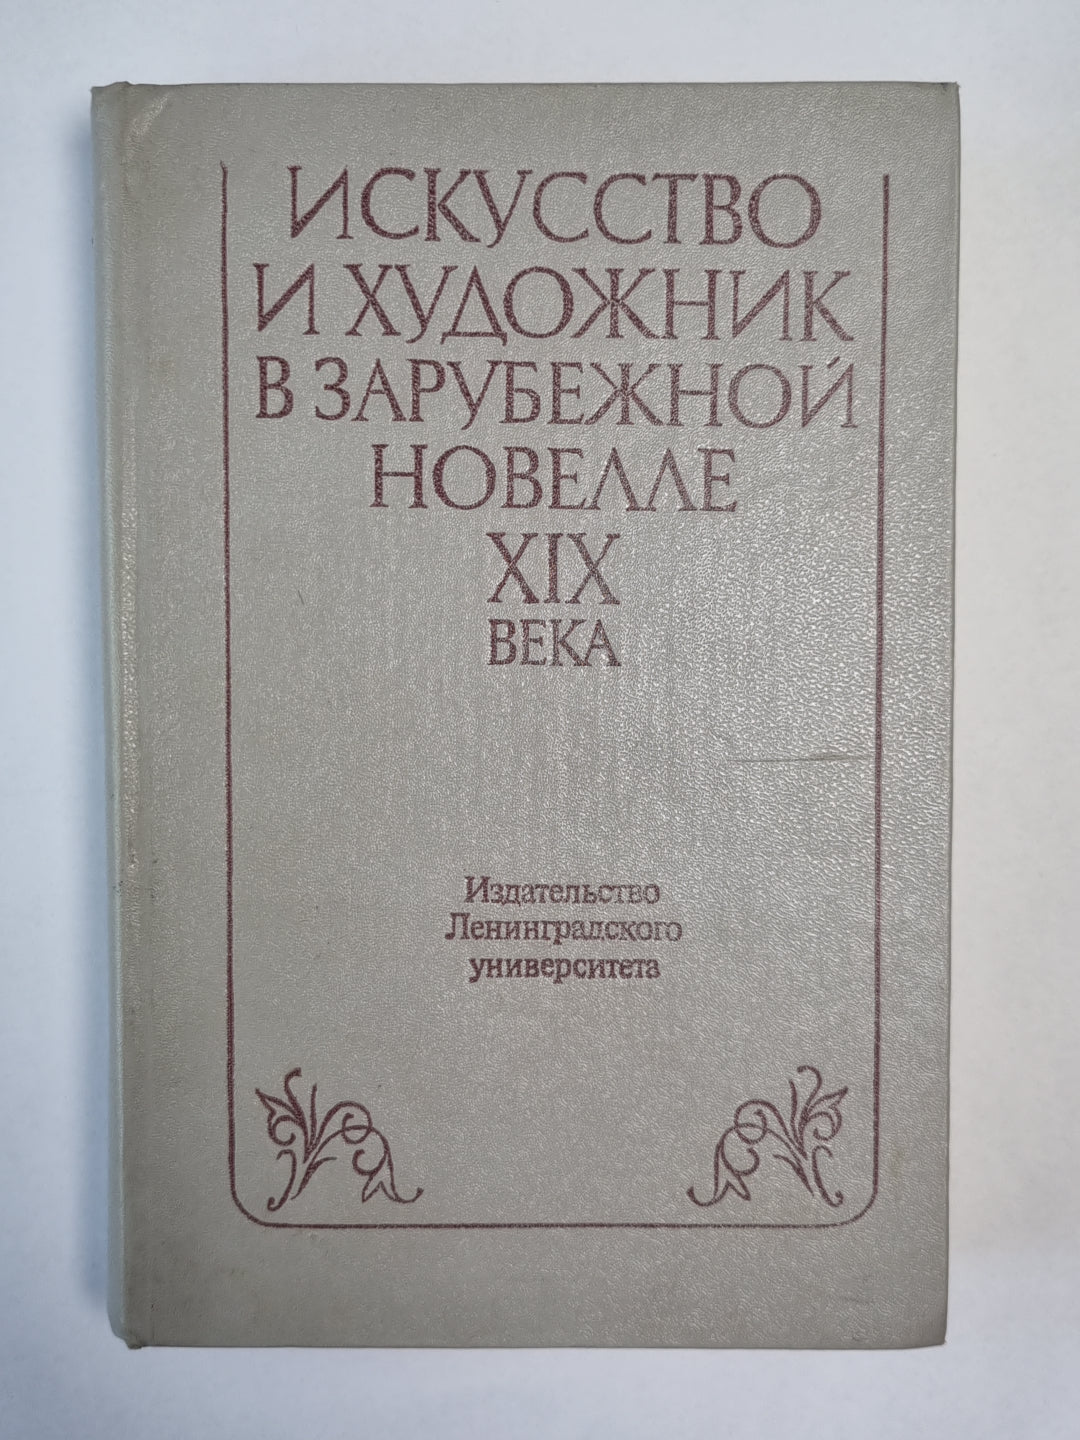 ИСКУССТВО
И ХУДОЖНИК
В ЗАРУБЕЖНОЙ
НОВЕЛЛЕ
XIX
ВЕКА
Издательство
Ленинградского
университета